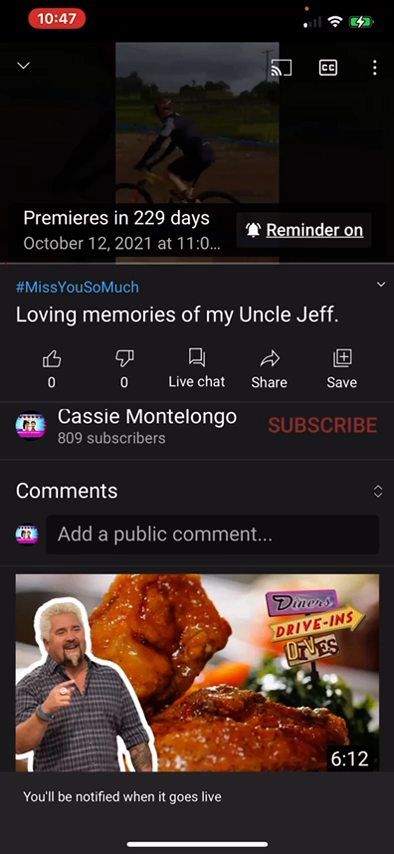 10:47
CC
Premieres in 229 days
October 12, 2021 at 11:0...
Reminder on
#MissYouSoMuch
Loving memories of my Uncle Jeff.
0
0
Live chat
Share
Save
Cassie Montelongo
809 subscribers
SUBSCRIBE
Comments
Add a public comment...
Diners
DRIVE-INS
DIVES
6:12
You'll be notified when it goes live